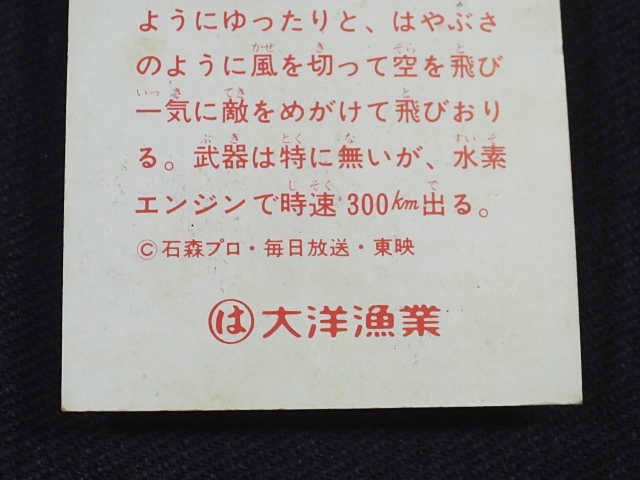 ようにゆったりと、はやぶさ
のように風を切って空を飛び
一気に敵をめがけて飛びおり
る。武器は特に無いが、水素
エンジンで時速300km出る。
©石森プロ・毎日放送・東映
は 大洋漁業